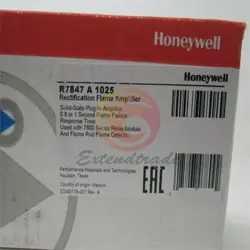 Honeywell
Honeywell
R7847 A 1025
Rectification Flame Amplifier
Solid-State Plug-In Amplifier
0.8 or 1 Second Flame Failure
Response Time
Used with 7800 Series Relay Module
And Flame Rod Flame Detectors
Extendtrade
Performance Materials and Technologies
Houston, Texas
Country of origin: Mexico
EAC